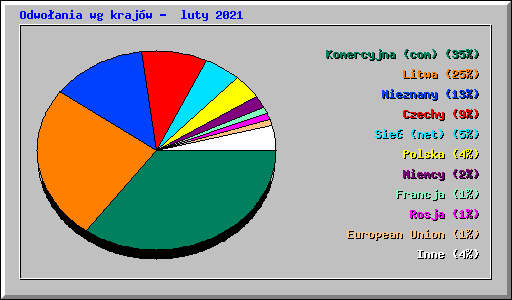 Odwołania wg krajów -  luty 2021
Komercyjna (com) (35%)
Litwa (25%)
Nieznany (13%)
Czechy (9%)
Sieć (net) (5%)
Polska (4%)
Niemcy (2%)
Francja (1%)
Rosja (1%)
European Union (1%)
Inne (4%)